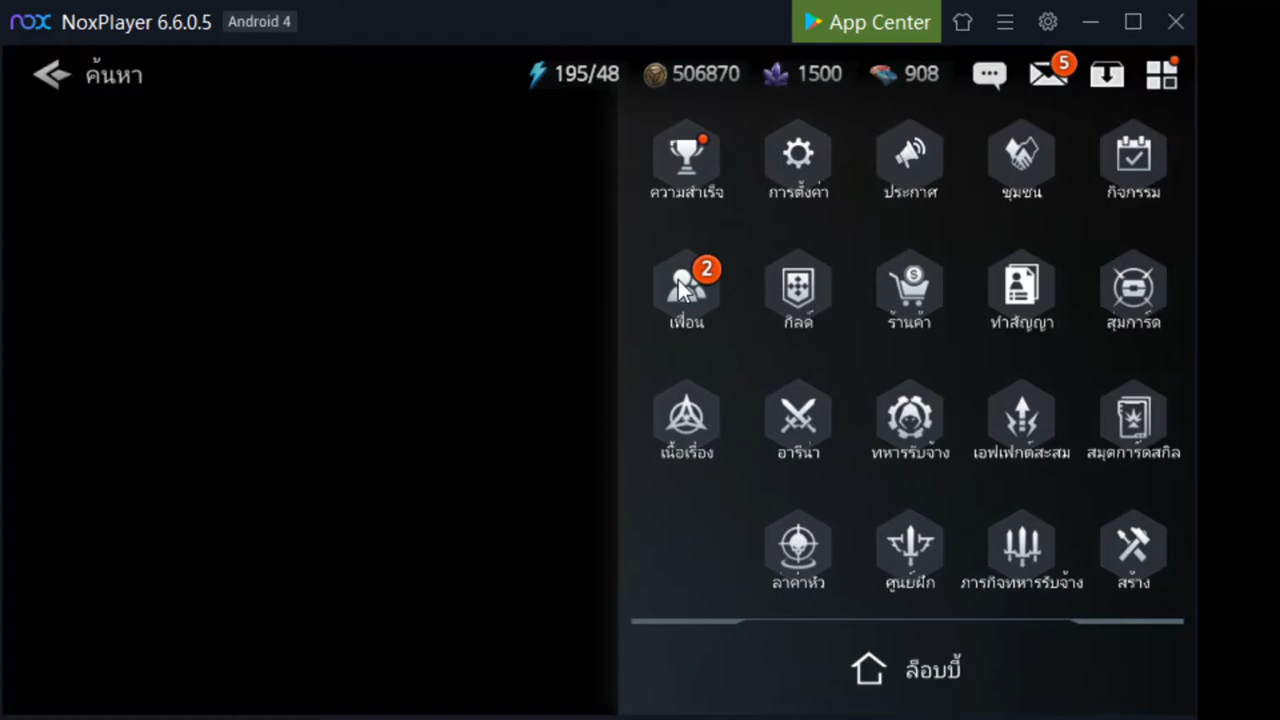 nox NoxPlayer 6.6.0.5 Android 4 App Center
ค้นหา 195/48 506870 1500 908 5
ความสำเร็จ การตั้งค่า ประกาศ ชุมชน กิจกรรม
2
เพื่อน กิลด์ ร้านค้า ทำสัญญา สุ่มการ์ด
เนื้อเรื่อง อารีน่า ทหารรับจ้าง เอฟเฟกต์สะสม สมุดการ์ดสกิล
ล่าค่าหัว ศูนย์ฝึก ภารกิจทหารรับจ้าง สร้าง
ล็อบบี้